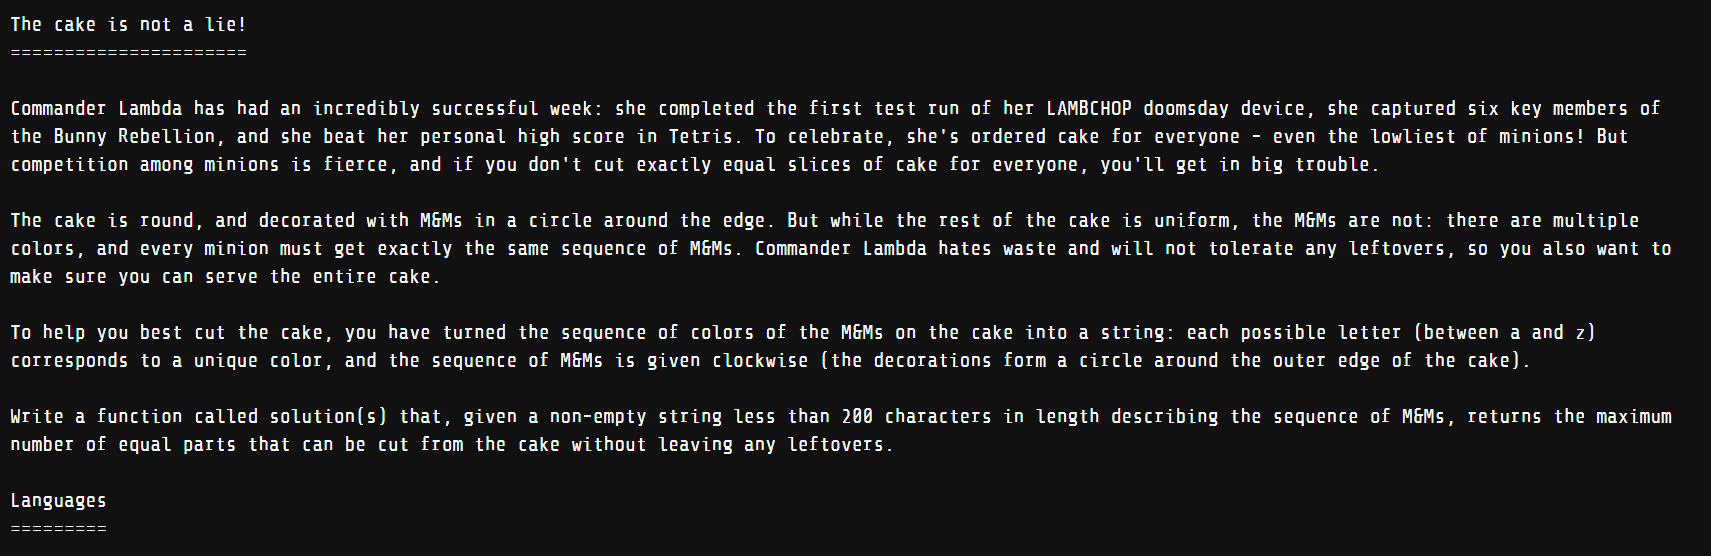 The cake is not a lie!
======================
Commander Lambda has had an incredibly successful week: she completed the first test run of her LAMBCHOP doomsday device, she captured six key members of
the Bunny Rebellion, and she beat her personal high score in Tetris. To celebrate, she's ordered cake for everyone - even the lowliest of minions! But
competition among minions is fierce, and if you don't cut exactly equal slices of cake for everyone, you'll get in big trouble.
The cake is round, and decorated with M&Ms in a circle around the edge. But while the rest of the cake is uniform, the M&Ms are not: there are multiple
colors, and every minion must get exactly the same sequence of M&Ms. Commander Lambda hates waste and will not tolerate any leftovers, so you also want to
make sure you can serve the entire cake.
To help you best cut the cake, you have turned the sequence of colors of the M&Ms on the cake into a string: each possible letter (between a and z)
corresponds to a unique color, and the sequence of M&Ms is given clockwise (the decorations form a circle around the outer edge of the cake).
Write a function called solution(s) that, given a non-empty string less than 200 characters in length describing the sequence of M&Ms, returns the maximum
number of equal parts that can be cut from the cake without leaving any leftovers.
Languages
=========